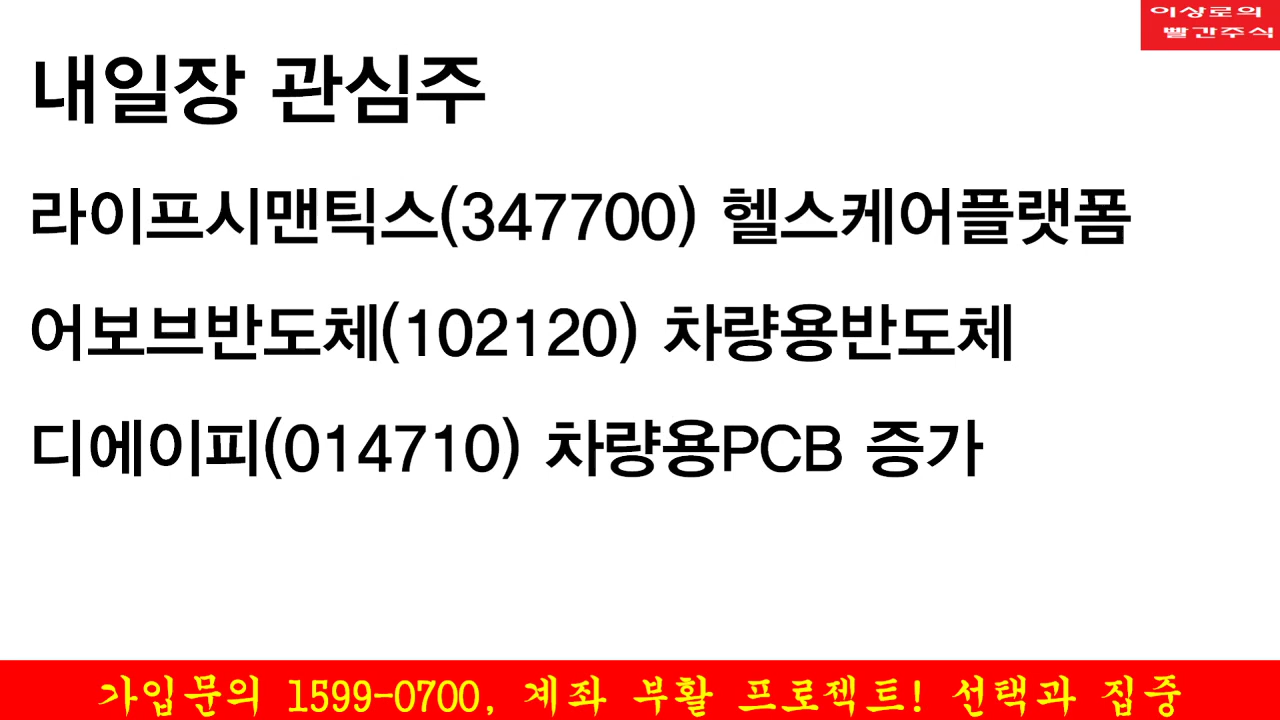 이상로의
빨간주식
내일장 관심주
라이프시맨틱스(347700) 헬스케어플랫폼
어보브반도체(102120) 차량용반도체
디에이피(014710) 차량용PCB 증가
가입문의 1599-0700, 계좌 부활 프로젝트! 선택과 집중